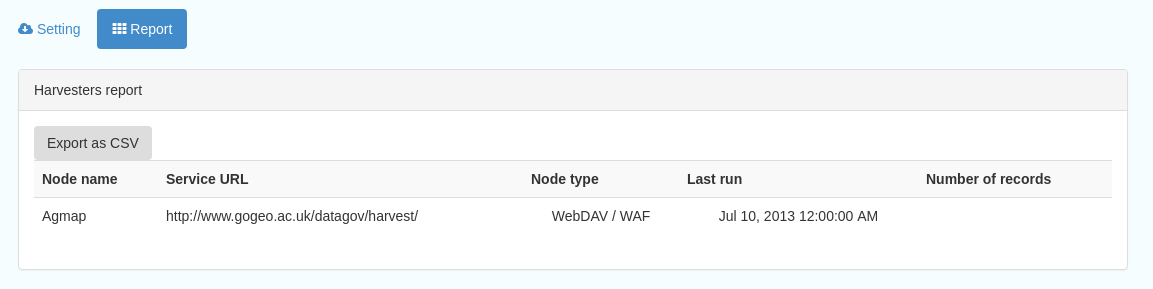 Setting Report
Harvesters report
Export as CSV
Node name Service URL Node type Last run Number of records
Agmap http://www.gogeo.ac.uk/datagov/harvest/ WebDAV / WAF Jul 10, 2013 12:00:00 AM